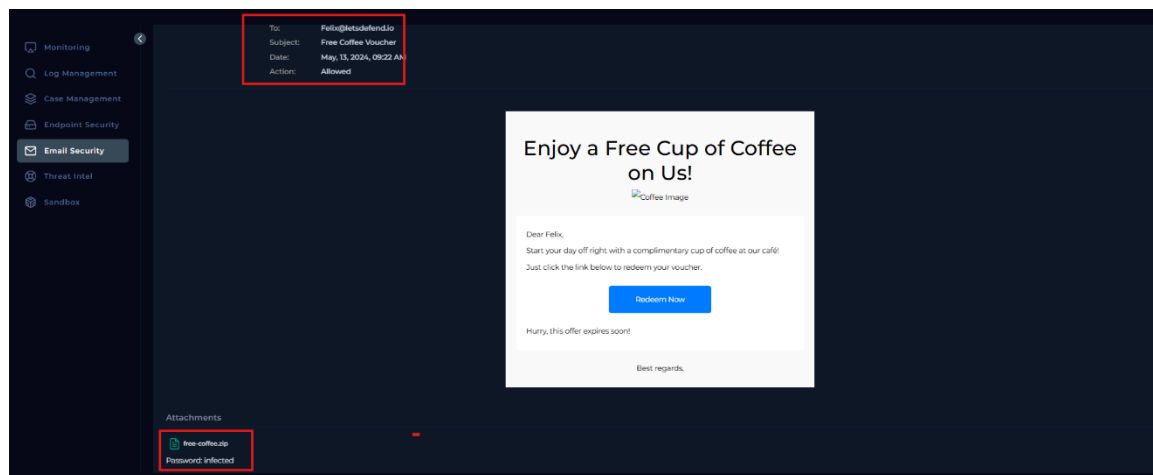 To: Felix@letsdefend.io
Subject: Free Coffee Voucher
Date: May, 13, 2024, 09:22 AM
Action: Allowed
Monitoring
Log Management
Case Management
Endpoint Security
Email Security
Threat Intel
Sandbox
Enjoy a Free Cup of Coffee
on Us!
Coffee Image
Dear Felix,
Start your day off right with a complimentary cup of coffee at our café!
Just click the link below to redeem your voucher.
Redeem Now
Hurry, this offer expires soon!
Best regards,
Attachments
free-coffee.zip
Password: infected